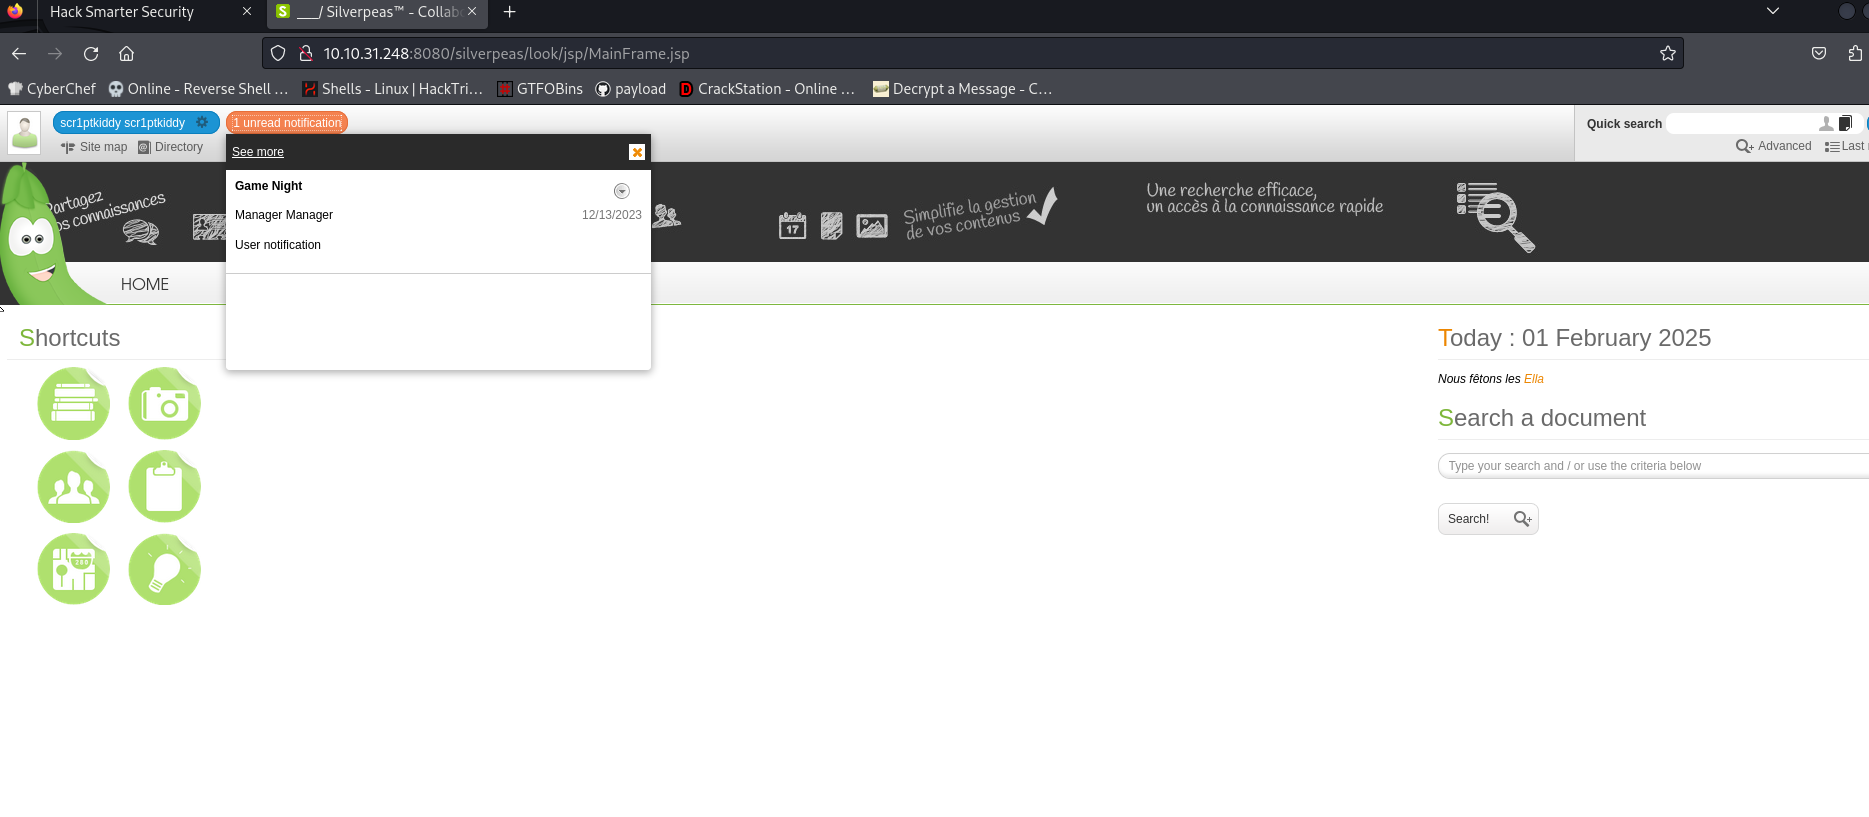 Hack Smarter Security
S ___/ Silverpeas™ - Collab
10.10.31.248:8080/silverpeas/look/jsp/MainFrame.jsp
CyberChef
Online - Reverse Shell ...
Shells - Linux | HackTri...
GTFOBins
payload
CrackStation - Online ...
Decrypt a Message - C...
scr1ptkiddy scr1ptkiddy
1 unread notification
Quick search
Site map
Directory
Advanced
Last
See more
Game Night
Manager Manager 12/13/2023
User notification
Partagez
vos connaissances
17
Simplifie la gestion
de vos contenus
Une recherche efficace,
un accès à la connaissance rapide
HOME
Shortcuts
Today : 01 February 2025
Nous fêtons les Ella
Search a document
Type your search and / or use the criteria below
Search!